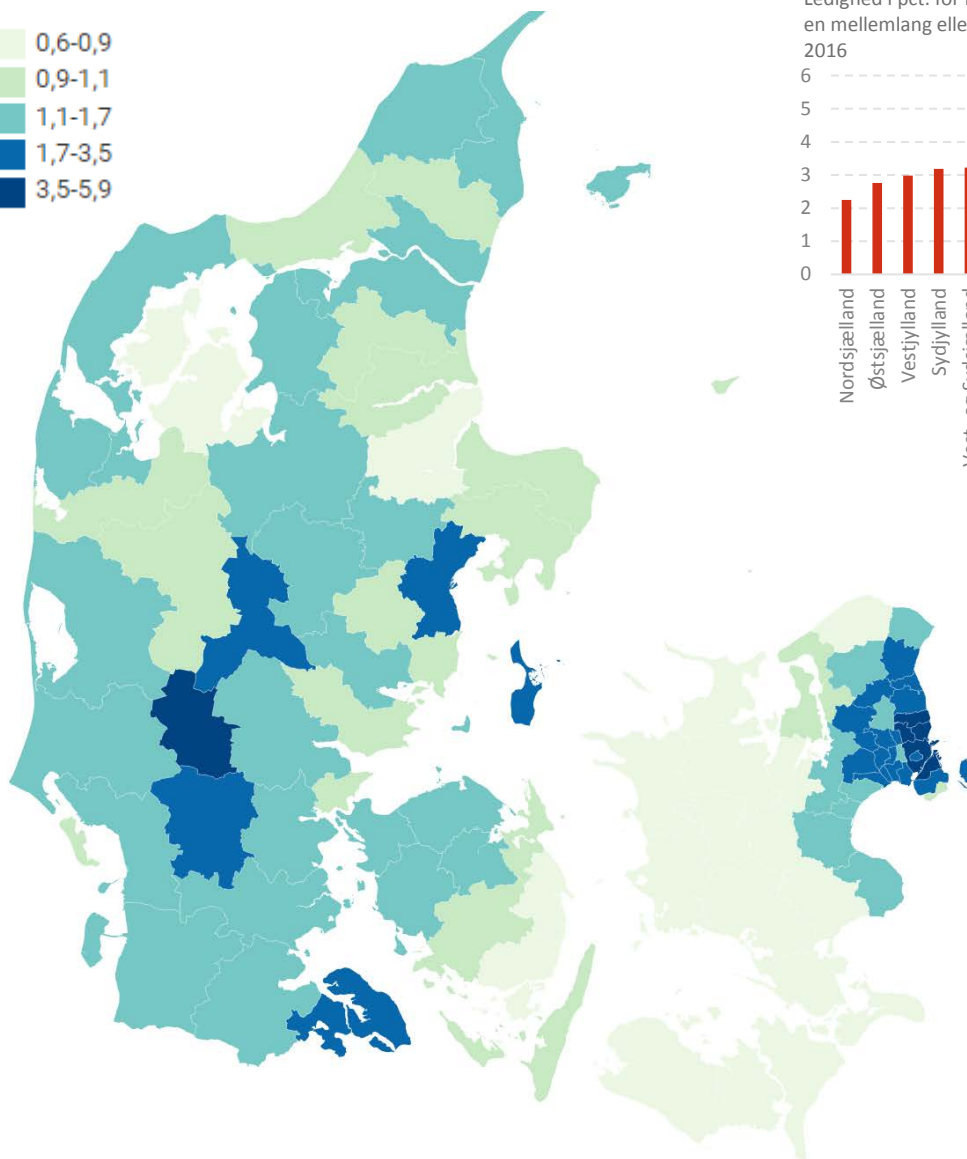 0,6-0,9
0,9-1,1
1,1-1,7
1,7-3,5
3,5-5,9
Ledighed i pct. for
en mellemlang elle
2016
6
5
4
3
2
1
0
Nordsjælland
Østsjælland
Vestjylland
Sydjylland